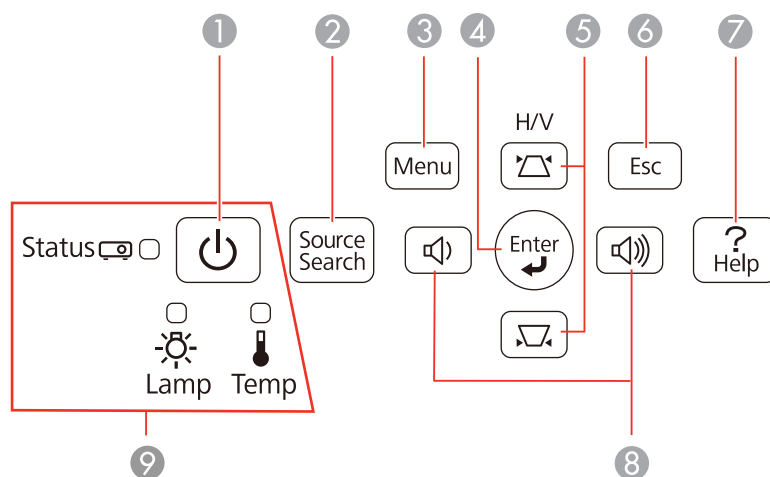 1 2 3 4 5 6 7
H/V
Menu
Esc
Status
Source
Search
Enter
?
Help
Lamp
Temp
9
8